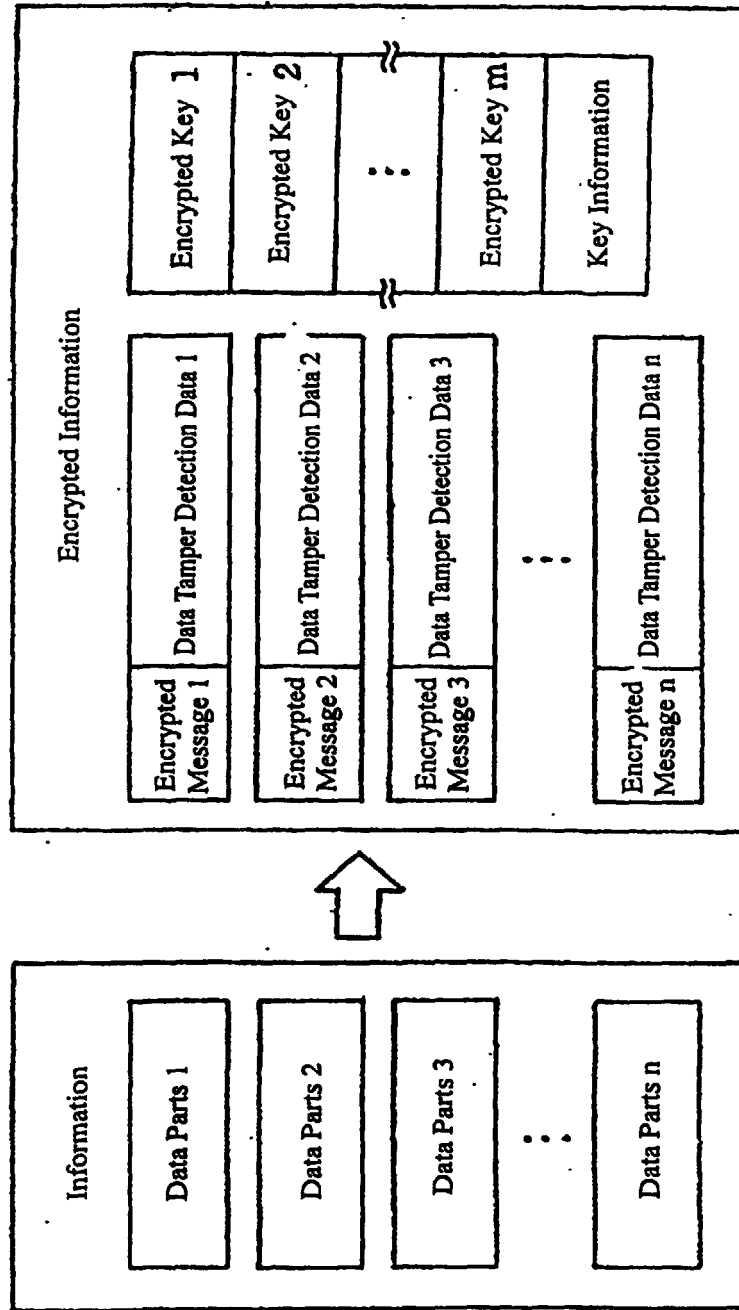 Information
Data Parts 1
Data Parts 2
Data Parts 3
Data Parts n
Encrypted Information
Encrypted
Message 1
Data Tamper Detection Data 1
Encrypted
Message 2
Data Tamper Detection Data 2
Encrypted
Message 3
Data Tamper Detection Data 3
Encrypted
Message n
Data Tamper Detection Data n
Encrypted Key 1
Encrypted Key 2
Encrypted Key m
Key Information